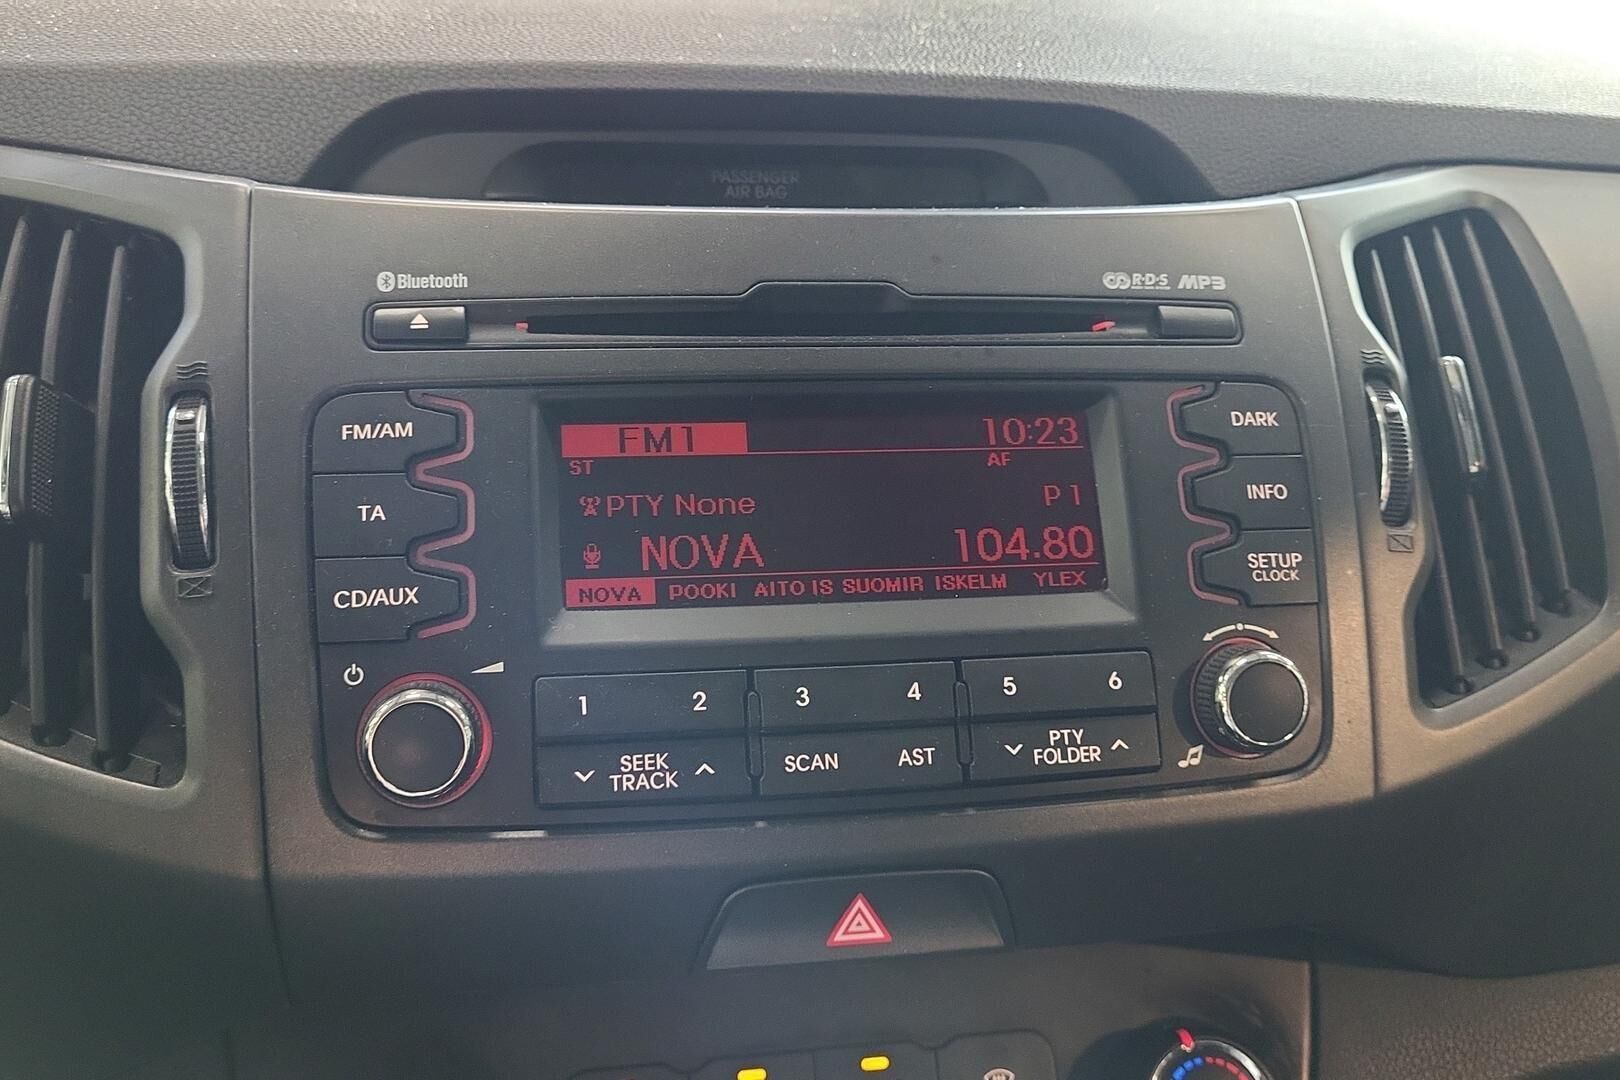 PASSENGER
AIR BAG
Bluetooth
R·D·S MP3
FM/AM
TA
CD/AUX
FM1 10:23
ST AF
PTY None P 1
NOVA 104.80
NOVA POOKI AITO IS SUOMIR ISKELM YLEX
DARK
INFO
SETUP
CLOCK
1 2 3 4 5 6
SEEK
TRACK
SCAN AST
PTY
FOLDER